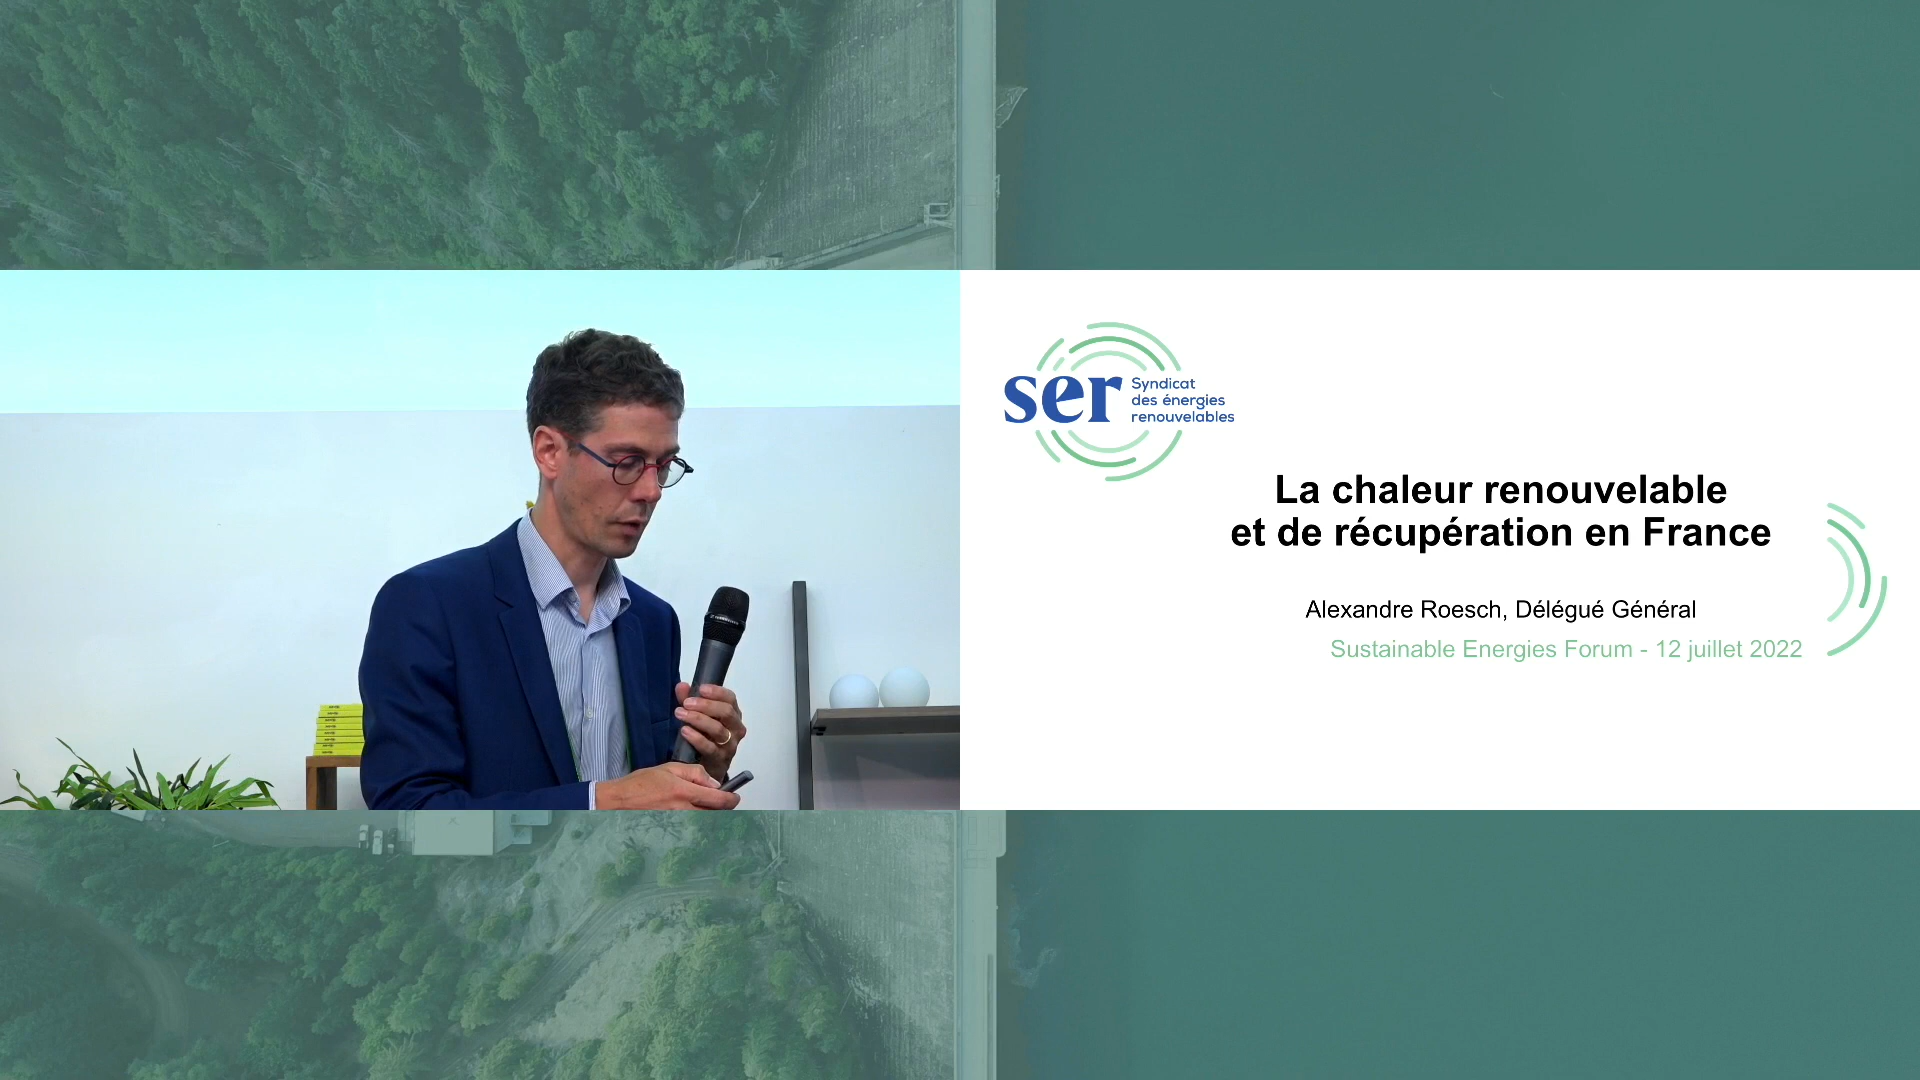 ser
Syndicat
des énergies
renouvelables
La chaleur renouvelable
et de récupération en France
Alexandre Roesch, Délégué Général
Sustainable Energies Forum - 12 juillet 2022